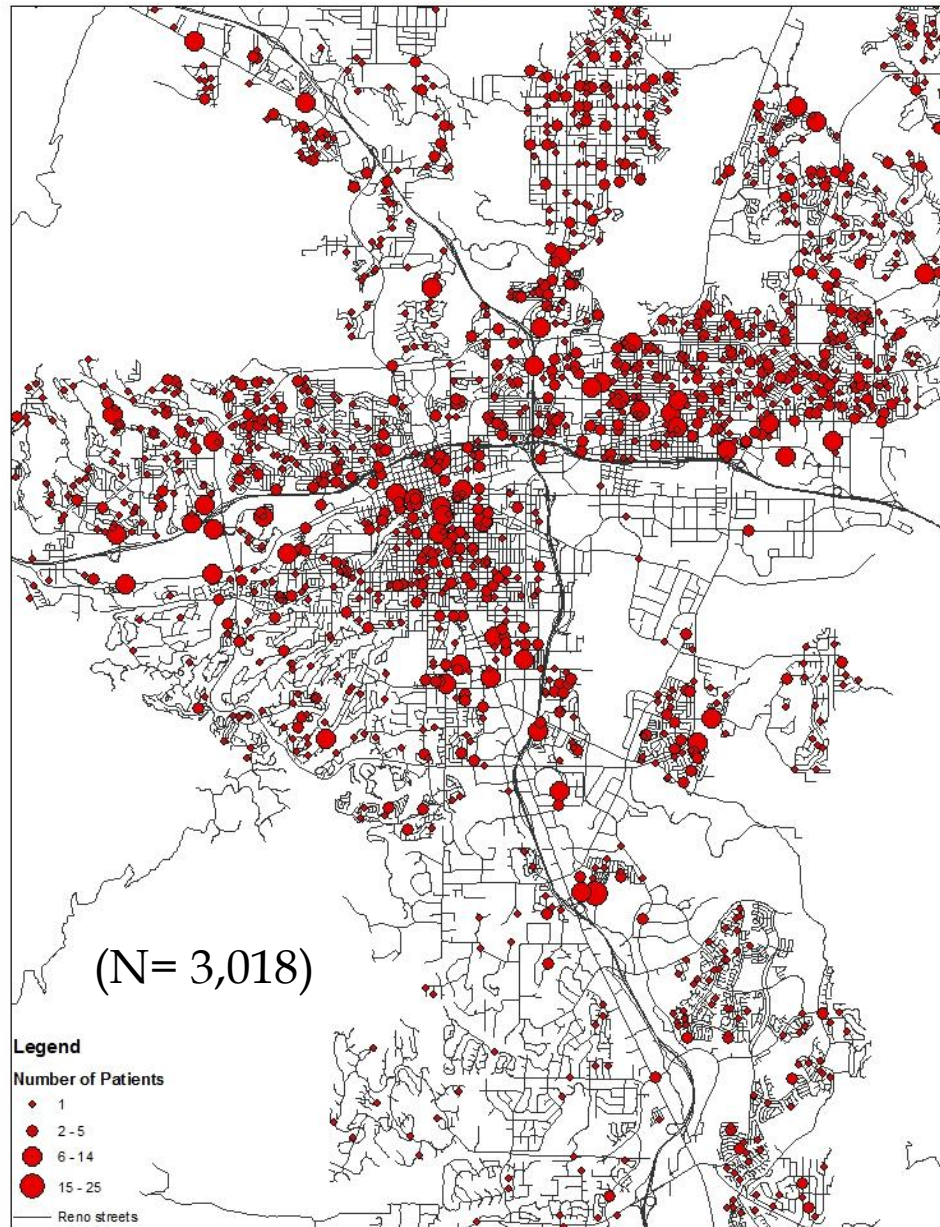 (N= 3,018)
Legend
Number of Patients
1
2 - 5
6 - 14
15 - 25
Reno streets